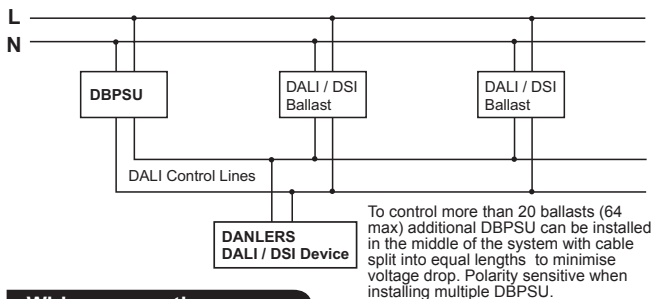 L
N
DBPSU
DALI / DSI
Ballast
DALI / DSI
Ballast
DALI Control Lines
DANLERS
DALI / DSI Device
To control more than 20 ballasts (64
max) additional DBPSU can be installed
in the middle of the system with cable
split into equal lengths to minimise
voltage drop. Polarity sensitive when
installing multiple DBPSU.